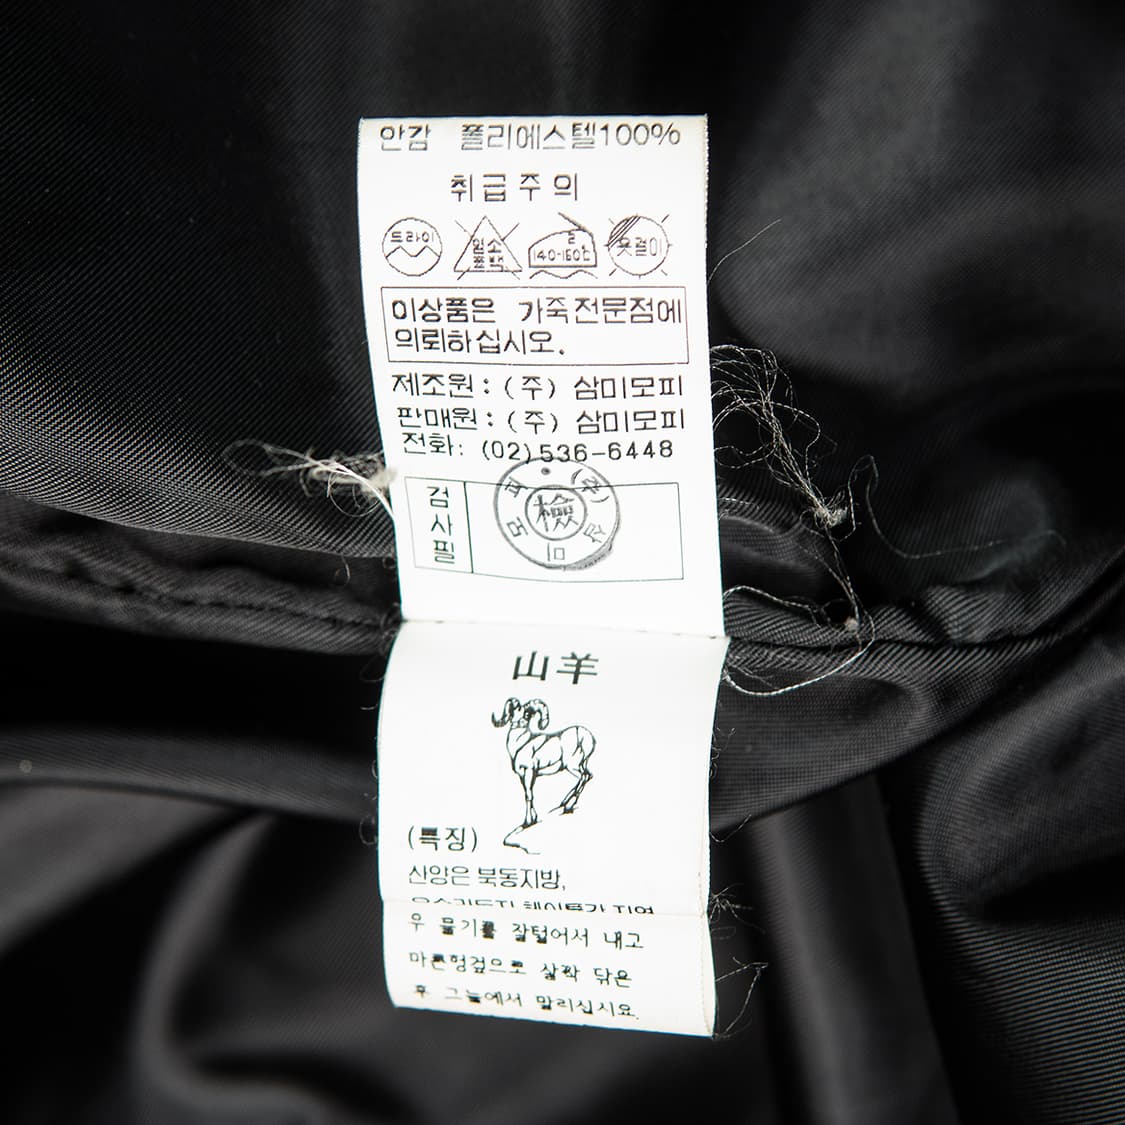 안감 폴리에스텔100%
취급주의
드라이
염소
표백
140-160℃
옷걸이
이상품은 가죽전문점에
의뢰하십시오.
제조원: (주) 삼미모피
판매원: (주) 삼미모피
전화: (02)536-6448
검사필
檢
山羊
(특징)
산양은 북동지방,
우 물기를 잘털어서 내고
마른헝겊으로 살짝 닦은
후 그늘에서 말리십시요.